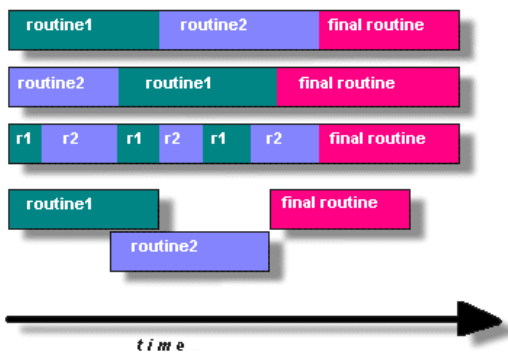 routine1 routine2 final routine
routine2 routine1 final routine
r1 r2 r1 r2 r1 r2 final routine
routine1 final routine
routine2
time